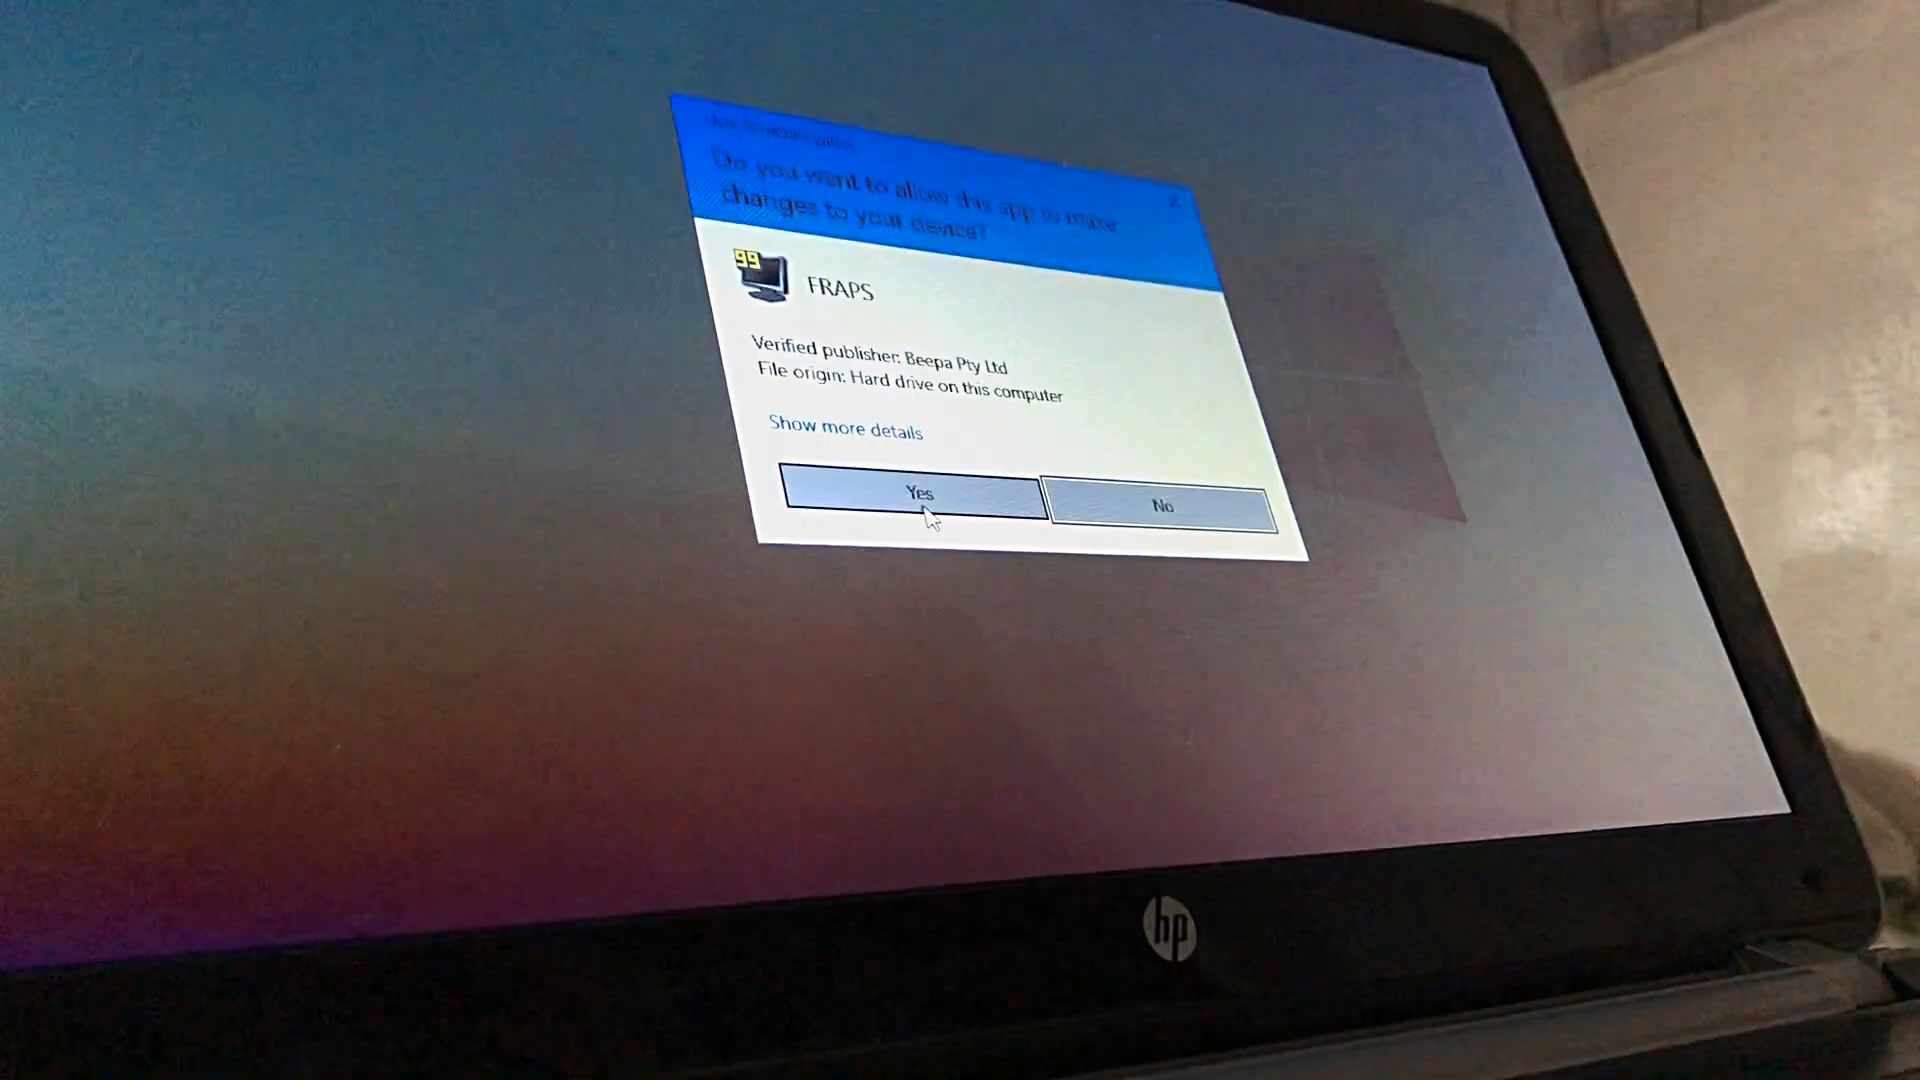 User Account Control
Do you want to allow this app to make
changes to your device?
99
FRAPS
Verified publisher: Beepa Pty Ltd
File origin: Hard drive on this computer
Show more details
Yes
No
hp